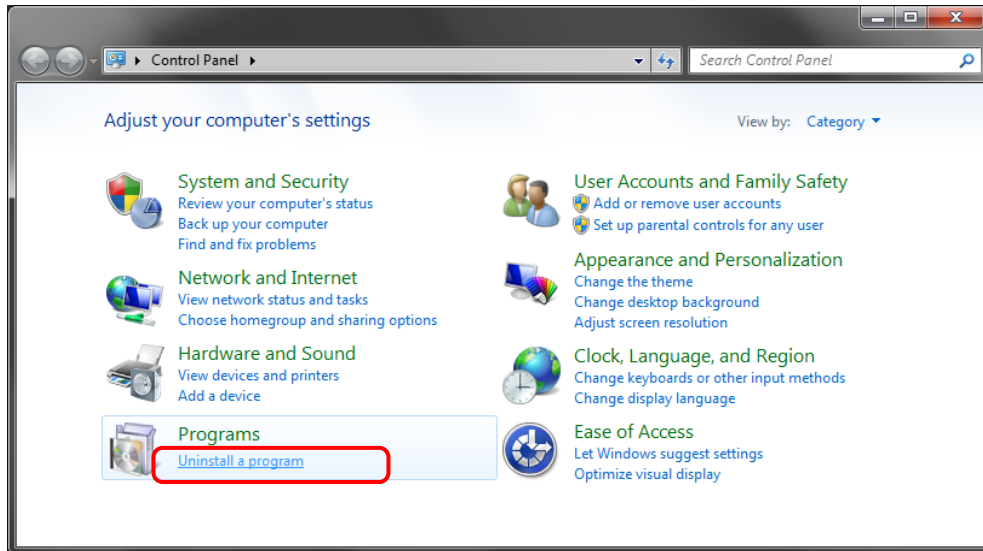 Control Panel
Search Control Panel
Adjust your computer's settings
View by: Category
System and Security
Review your computer's status
Back up your computer
Find and fix problems
Network and Internet
View network status and tasks
Choose homegroup and sharing options
Hardware and Sound
View devices and printers
Add a device
Programs
Uninstall a program
User Accounts and Family Safety
Add or remove user accounts
Set up parental controls for any user
Appearance and Personalization
Change the theme
Change desktop background
Adjust screen resolution
Clock, Language, and Region
Change keyboards or other input methods
Change display language
Ease of Access
Let Windows suggest settings
Optimize visual display